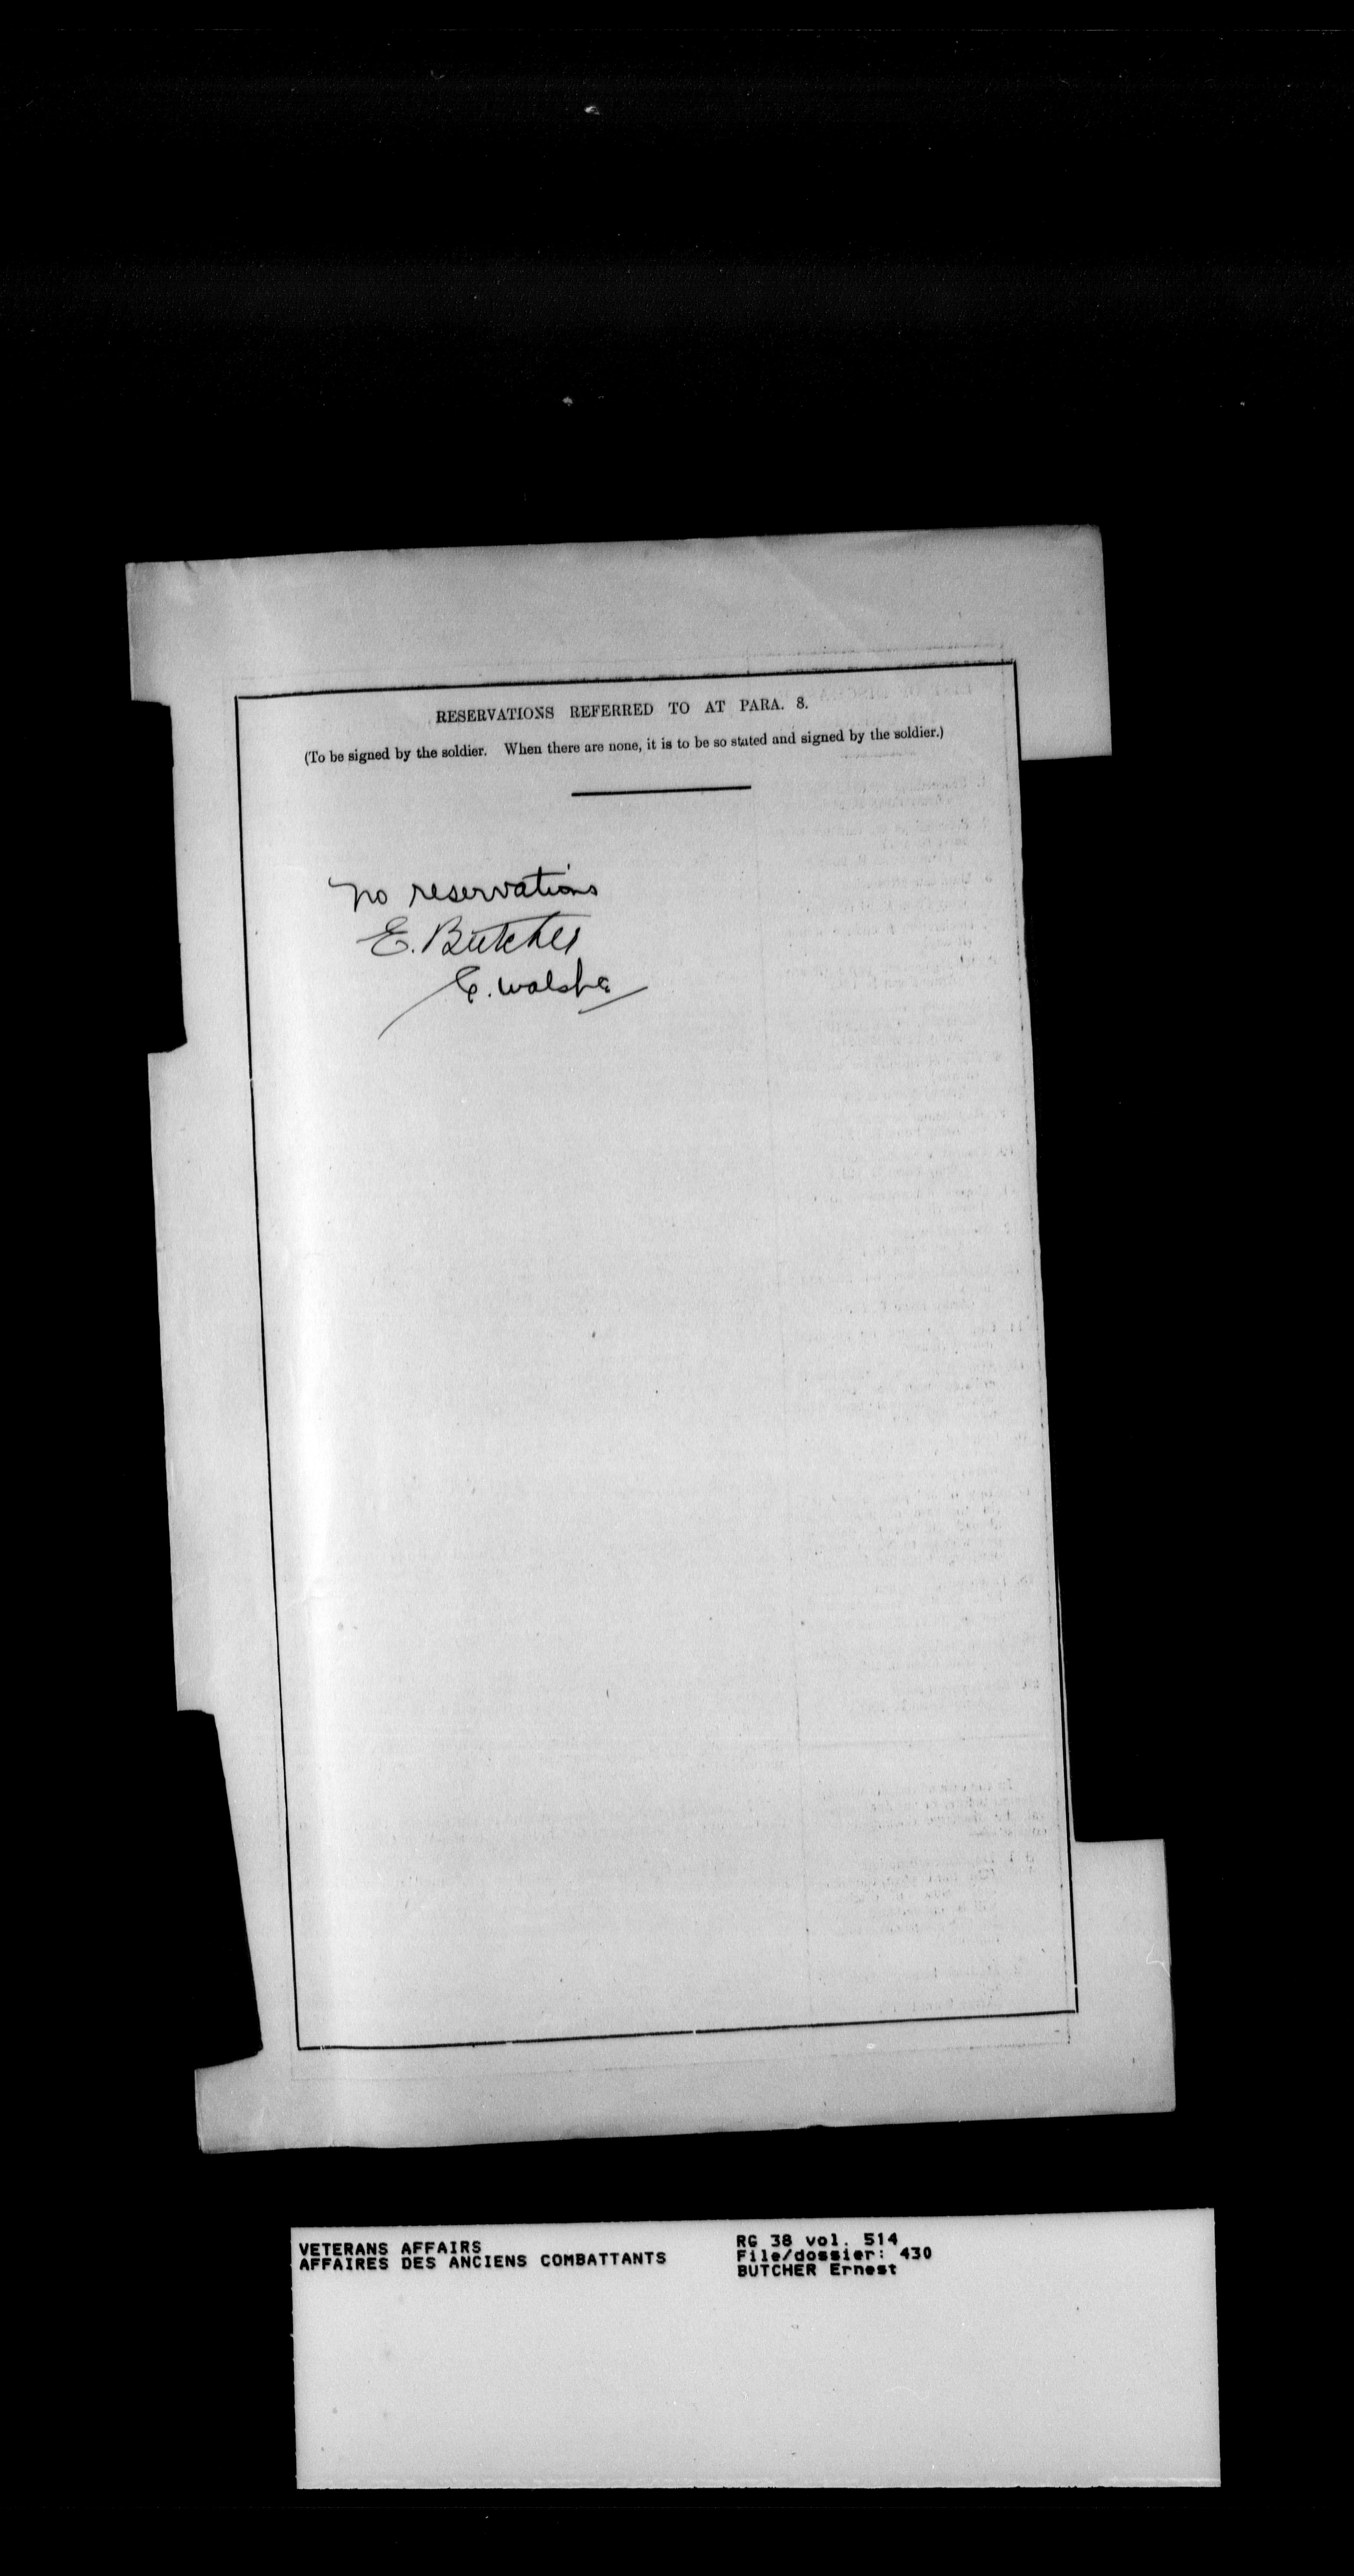 RESERVATIONS REFERRED TO AT PARA. 8.
(To be signed by the soldier. When there are none, it is to be so stated and signed by the soldier.)
no reservations
E. Butcher
E. Walshe
VETERANS AFFAIRS
AFFAIRES DES ANCIENS COMBATTANTS
RG 38 vol. 514
File/dossier: 430
BUTCHER Ernest